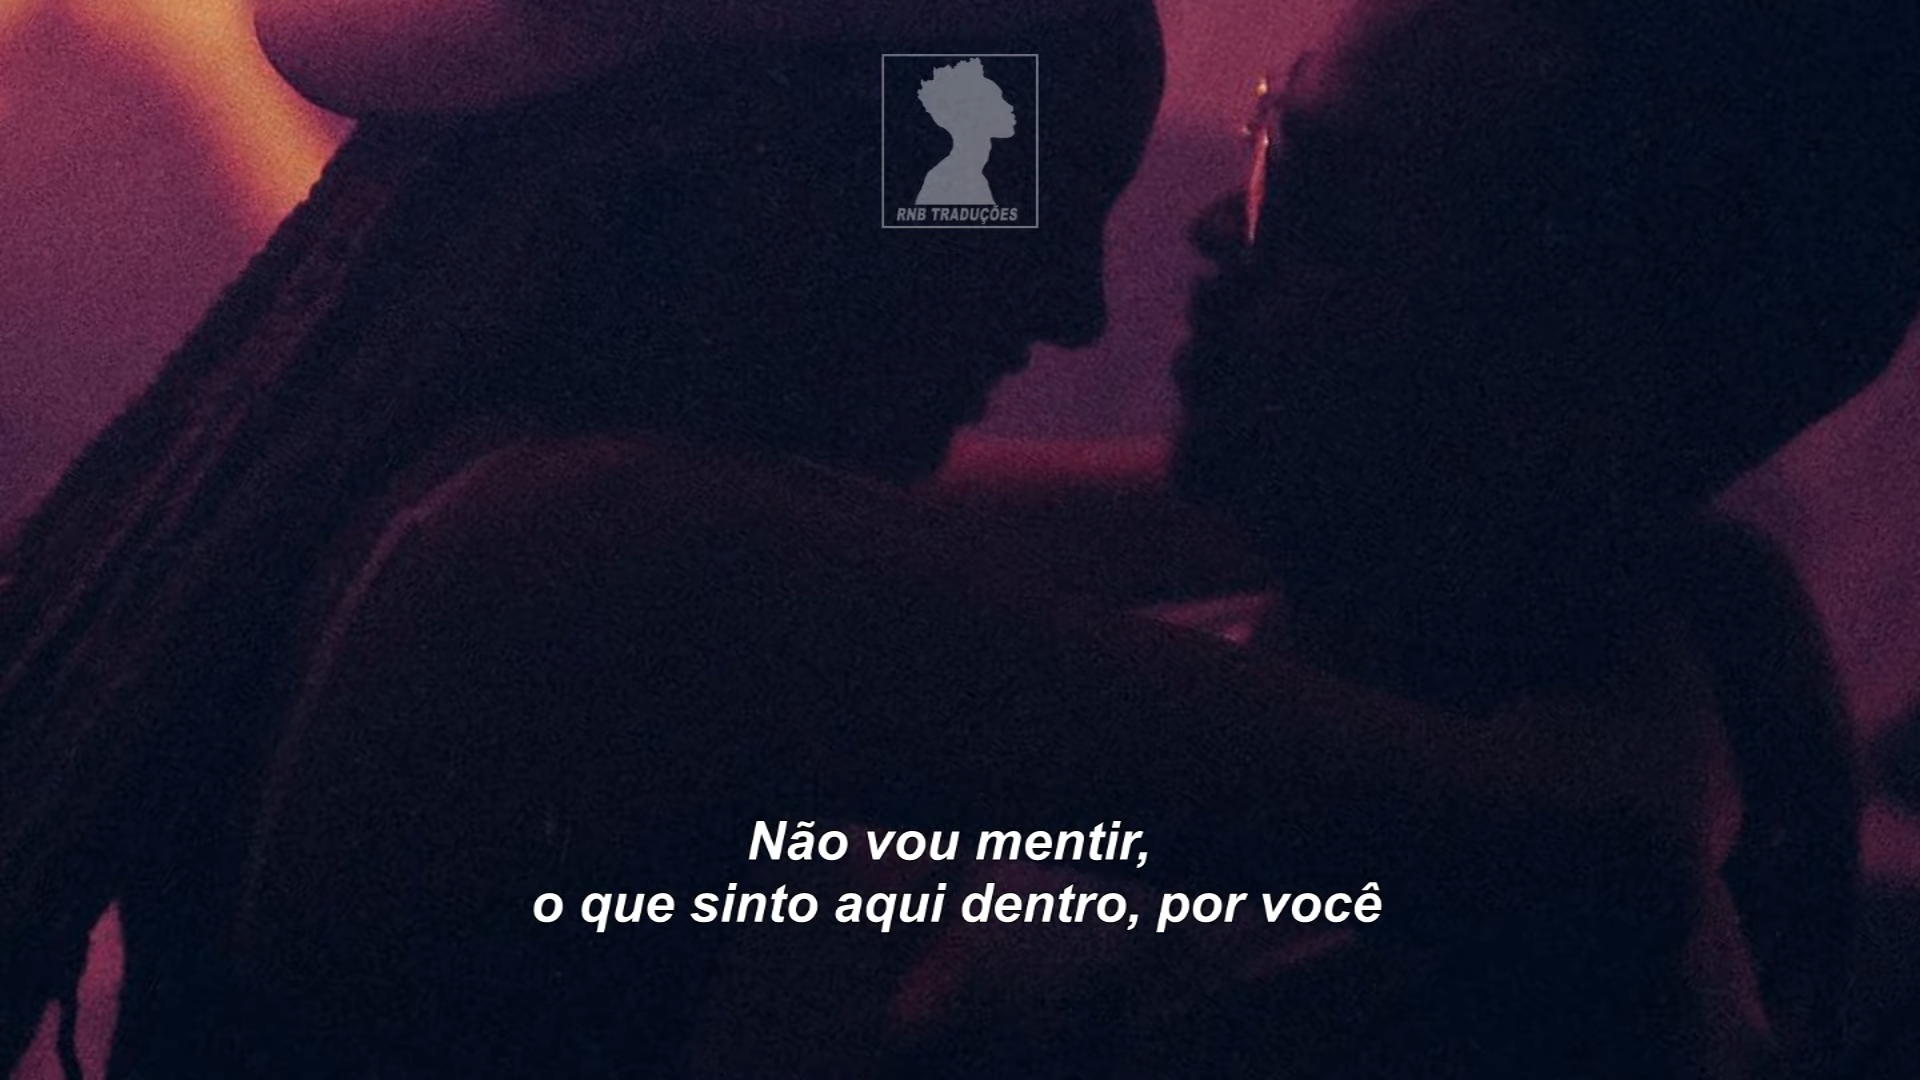 RNB TRADUÇÕES
Não vou mentir,
o que sinto aqui dentro, por você